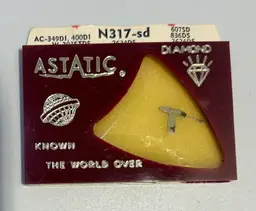 N317-sd
AC-349D1, 400D1
607SD
836DS
ASTATIC®
DIAMOND
KNOWN
THE WORLD OVER